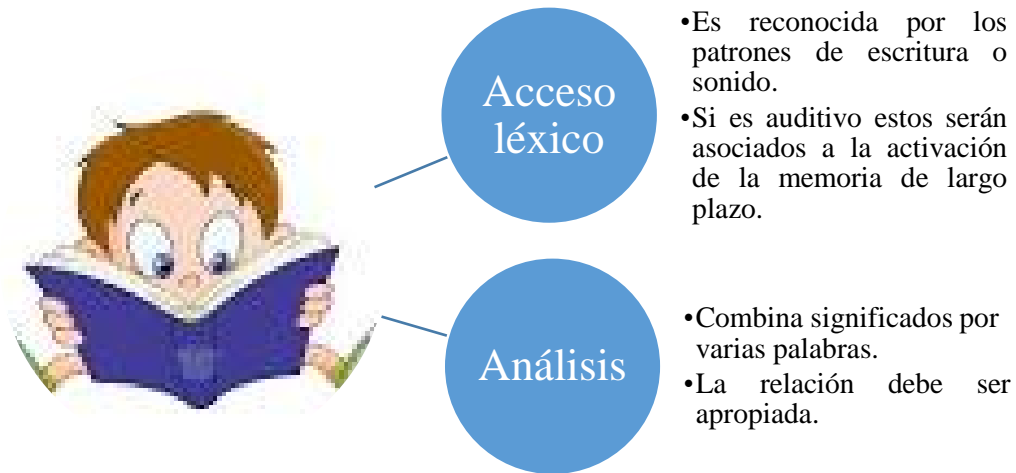 Acceso
léxico
•Es reconocida por los
patrones de escritura o
sonido.
•Si es auditivo estos serán
asociados a la activación
de la memoria de largo
plazo.
Análisis
•Combina significados por
varias palabras.
•La relación debe ser
apropiada.